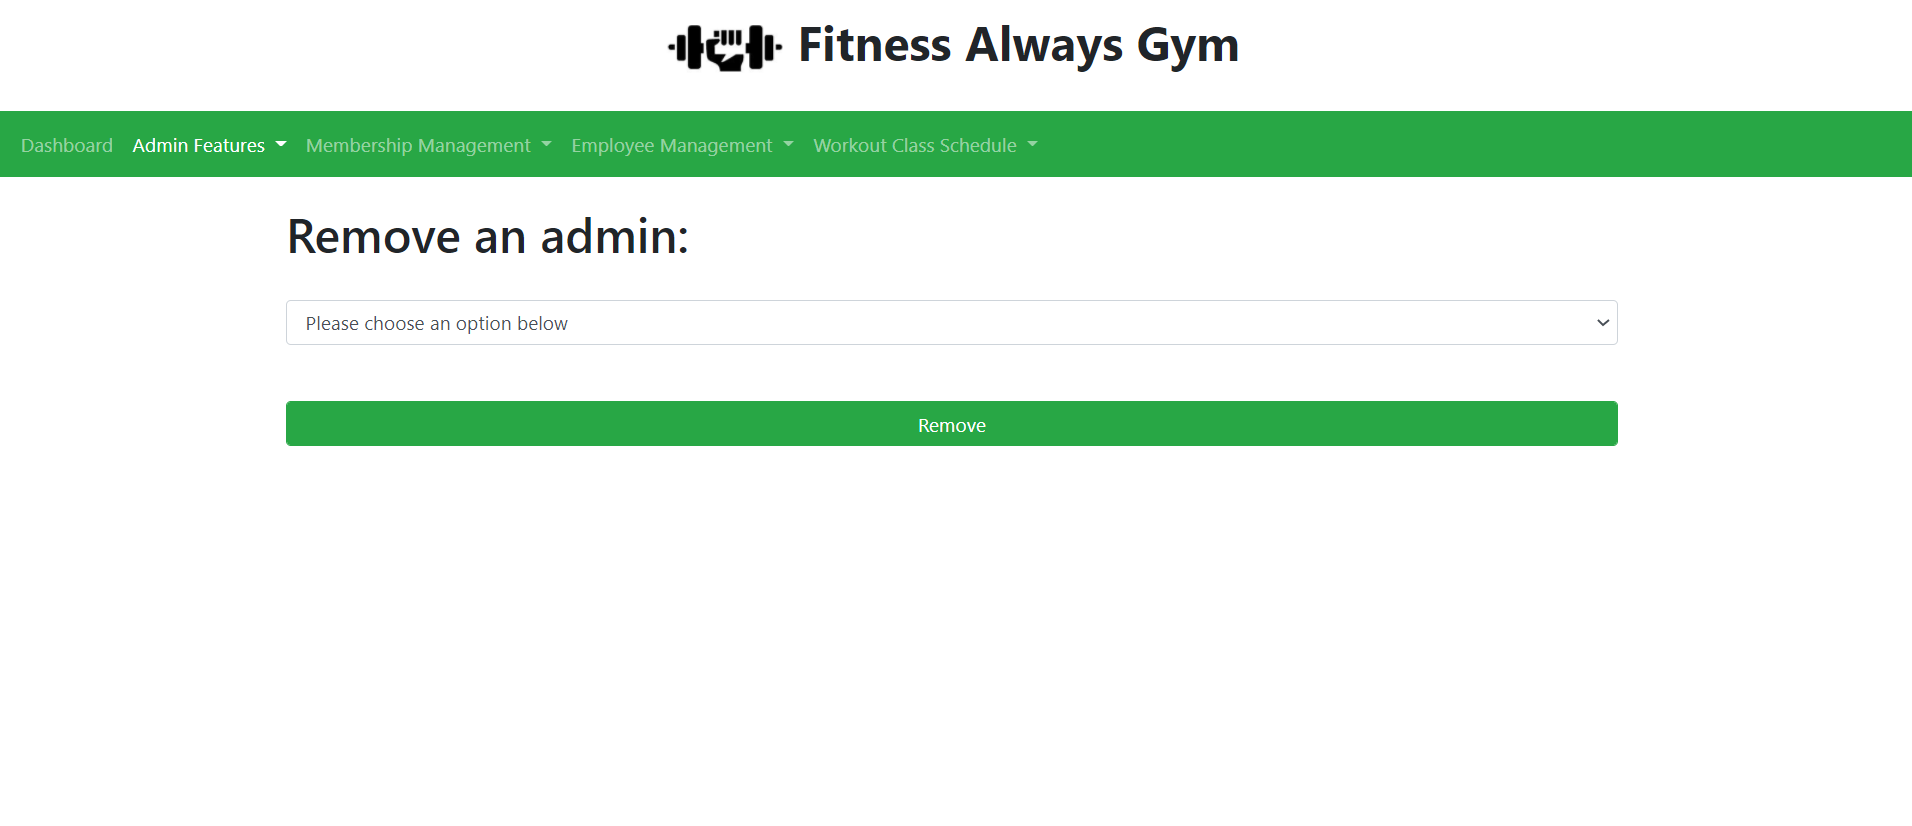 Fitness Always Gym
Dashboard Admin Features Membership Management Employee Management Workout Class Schedule
Remove an admin:
Please choose an option below
Remove